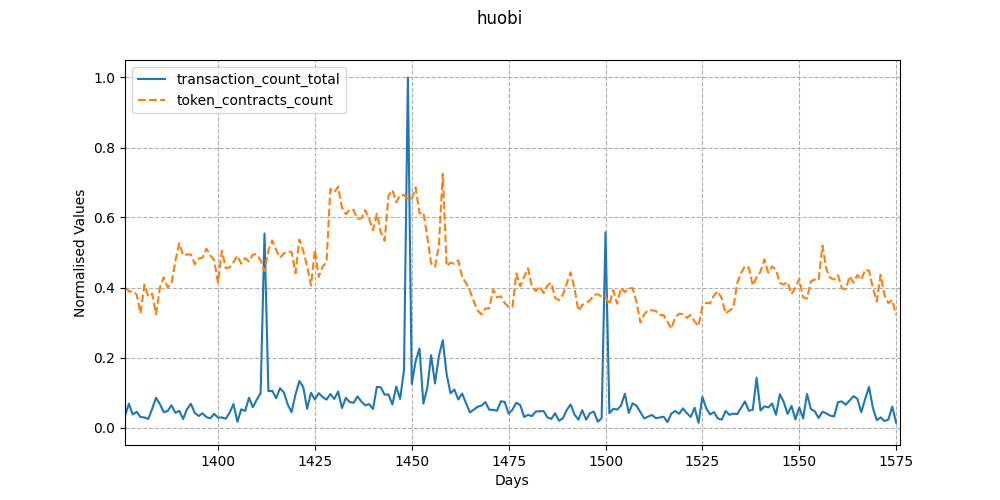 huobi
transaction_count_total
token_contracts_count
Normalised Values
1.0
0.8
0.6
0.4
0.2
0.0
1400 1425 1450 1475 1500 1525 1550 1575
Days